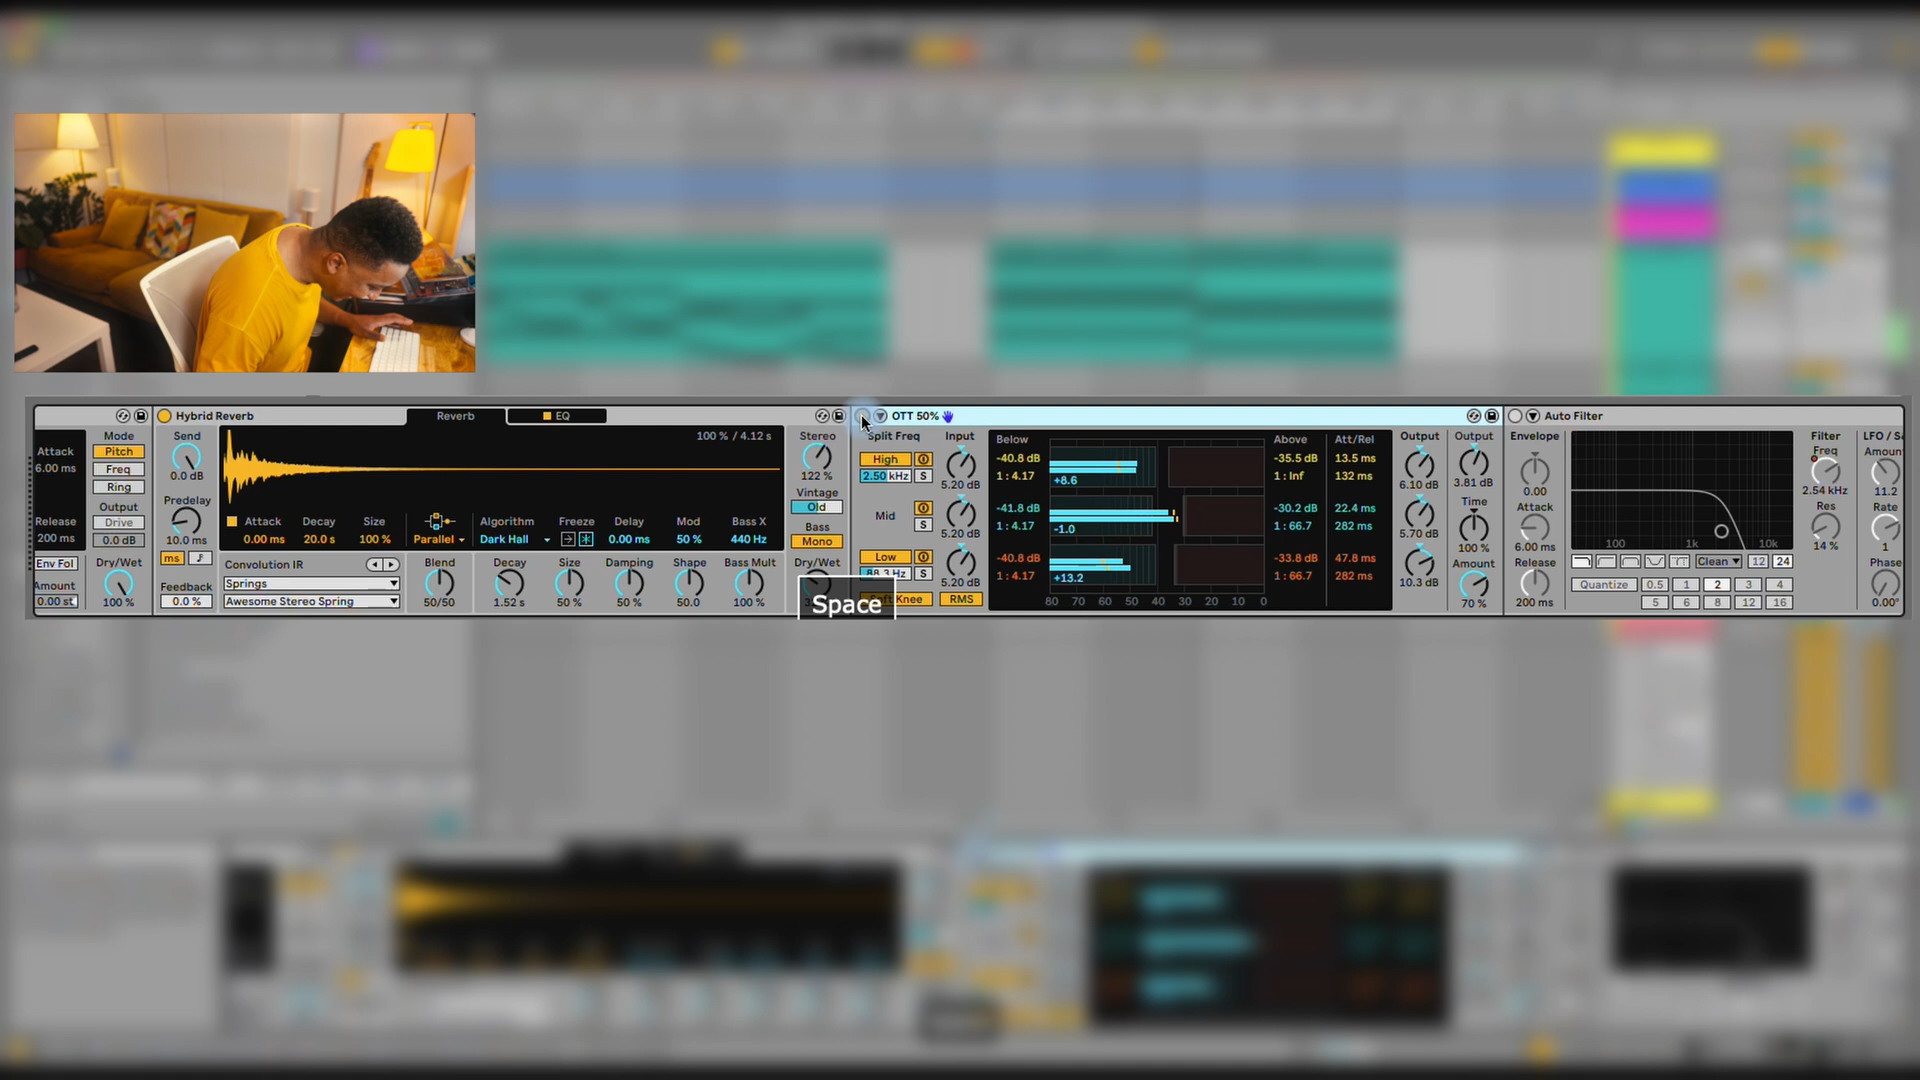 Attack
6.00 ms
Release
200 ms
Env Fol
Amount
0.00 st
Mode
Pitch
Freq
Ring
Output
Drive
0.0 dB
Dry/Wet
100 %
Hybrid Reverb
Reverb
EQ
Send
0.0 dB
Predelay
10.0 ms
ms
Feedback
0.0 %
100 % / 4.12 s
Attack
0.00 ms
Decay
20.0 s
Size
100 %
Parallel
Algorithm
Dark Hall
Freeze
Delay
0.00 ms
Mod
50 %
Bass X
440 Hz
Convolution IR
Springs
Awesome Stereo Spring
Blend
50/50
Decay
1.52 s
Size
50 %
Damping
50 %
Shape
50.0
Bass Mult
100 %
Stereo
122 %
Vintage
Old
Bass
Mono
Dry/Wet
Space
OTT 50%
Split Freq
High
2.50 kHz
S
Mid
S
Low
88.3 Hz
S
Soft Knee
RMS
Input
5.20 dB
5.20 dB
5.20 dB
Below
-40.8 dB
1 : 4.17
-41.8 dB
1 : 4.17
-40.8 dB
1 : 4.17
+8.6
-1.0
+13.2
80 70 60 50 40 30 20 10 0
Above
-35.5 dB
1 : Inf
-30.2 dB
1 : 66.7
-33.8 dB
1 : 66.7
Att/Rel
13.5 ms
132 ms
22.4 ms
282 ms
47.8 ms
282 ms
Output
6.10 dB
5.70 dB
10.3 dB
Output
3.81 dB
Time
100 %
Amount
70 %
Auto Filter
Envelope
0.00
Attack
6.00 ms
Release
200 ms
100 1k 10k
Clean 12 24
Quantize 0.5 1 2 3 4
5 6 8 12 16
Filter
Freq
2.54 kHz
Res
14 %
LFO / S
Amoun
11.2
Rate
1
Phase
0.00°